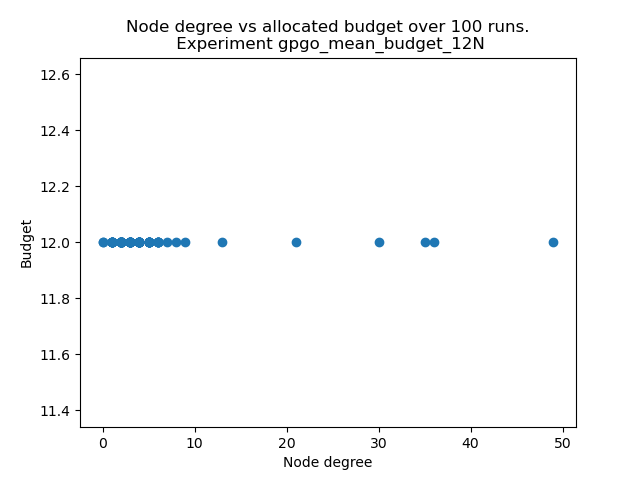 Node degree vs allocated budget over 100 runs.
Experiment gpgo_mean_budget_12N
12.6
12.4
12.2
12.0
11.8
11.6
11.4
Budget
0 10 20 30 40 50
Node degree